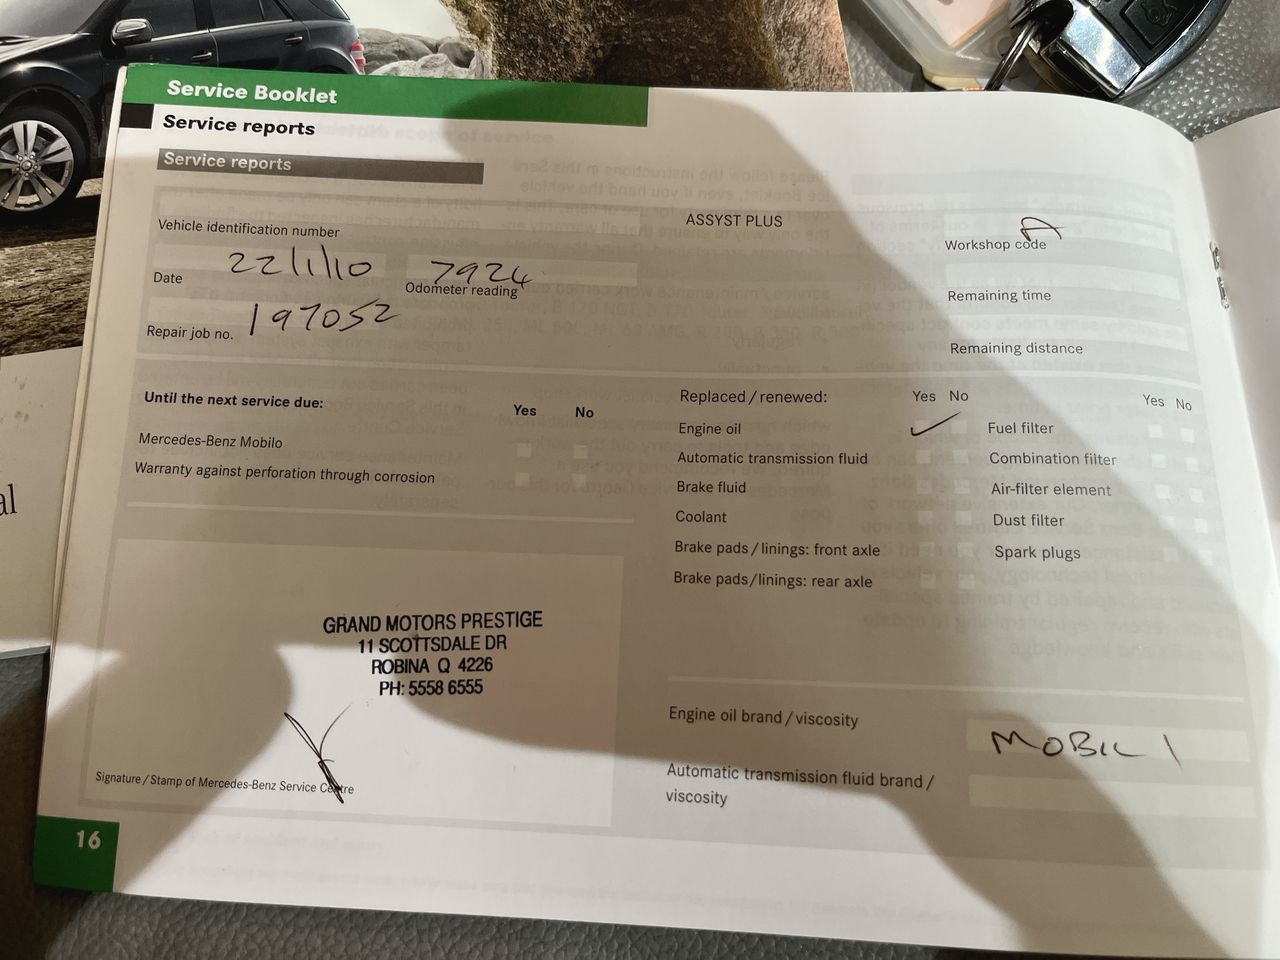 Service Booklet
Service reports
Service reports
Vehicle identification number
22/1/10
7924
Date
Odometer reading
197052
Repair job no.
ASSYST PLUS
A
Workshop code
Remaining time
Remaining distance
Until the next service due:
Yes No
Mercedes-Benz Mobilo
Warranty against perforation through corrosion
Replaced / renewed:
Yes No
Engine oil
Automatic transmission fluid
Brake fluid
Coolant
Brake pads / linings: front axle
Brake pads/linings: rear axle
Yes No
Fuel filter
Combination filter
Air-filter element
Dust filter
Spark plugs
GRAND MOTORS PRESTIGE
11 SCOTTSDALE DR
ROBINA Q 4226
PH: 5558 6555
Signature / Stamp of Mercedes-Benz Service Centre
Engine oil brand / viscosity
MOBIL 1
Automatic transmission fluid brand /
viscosity
16
al